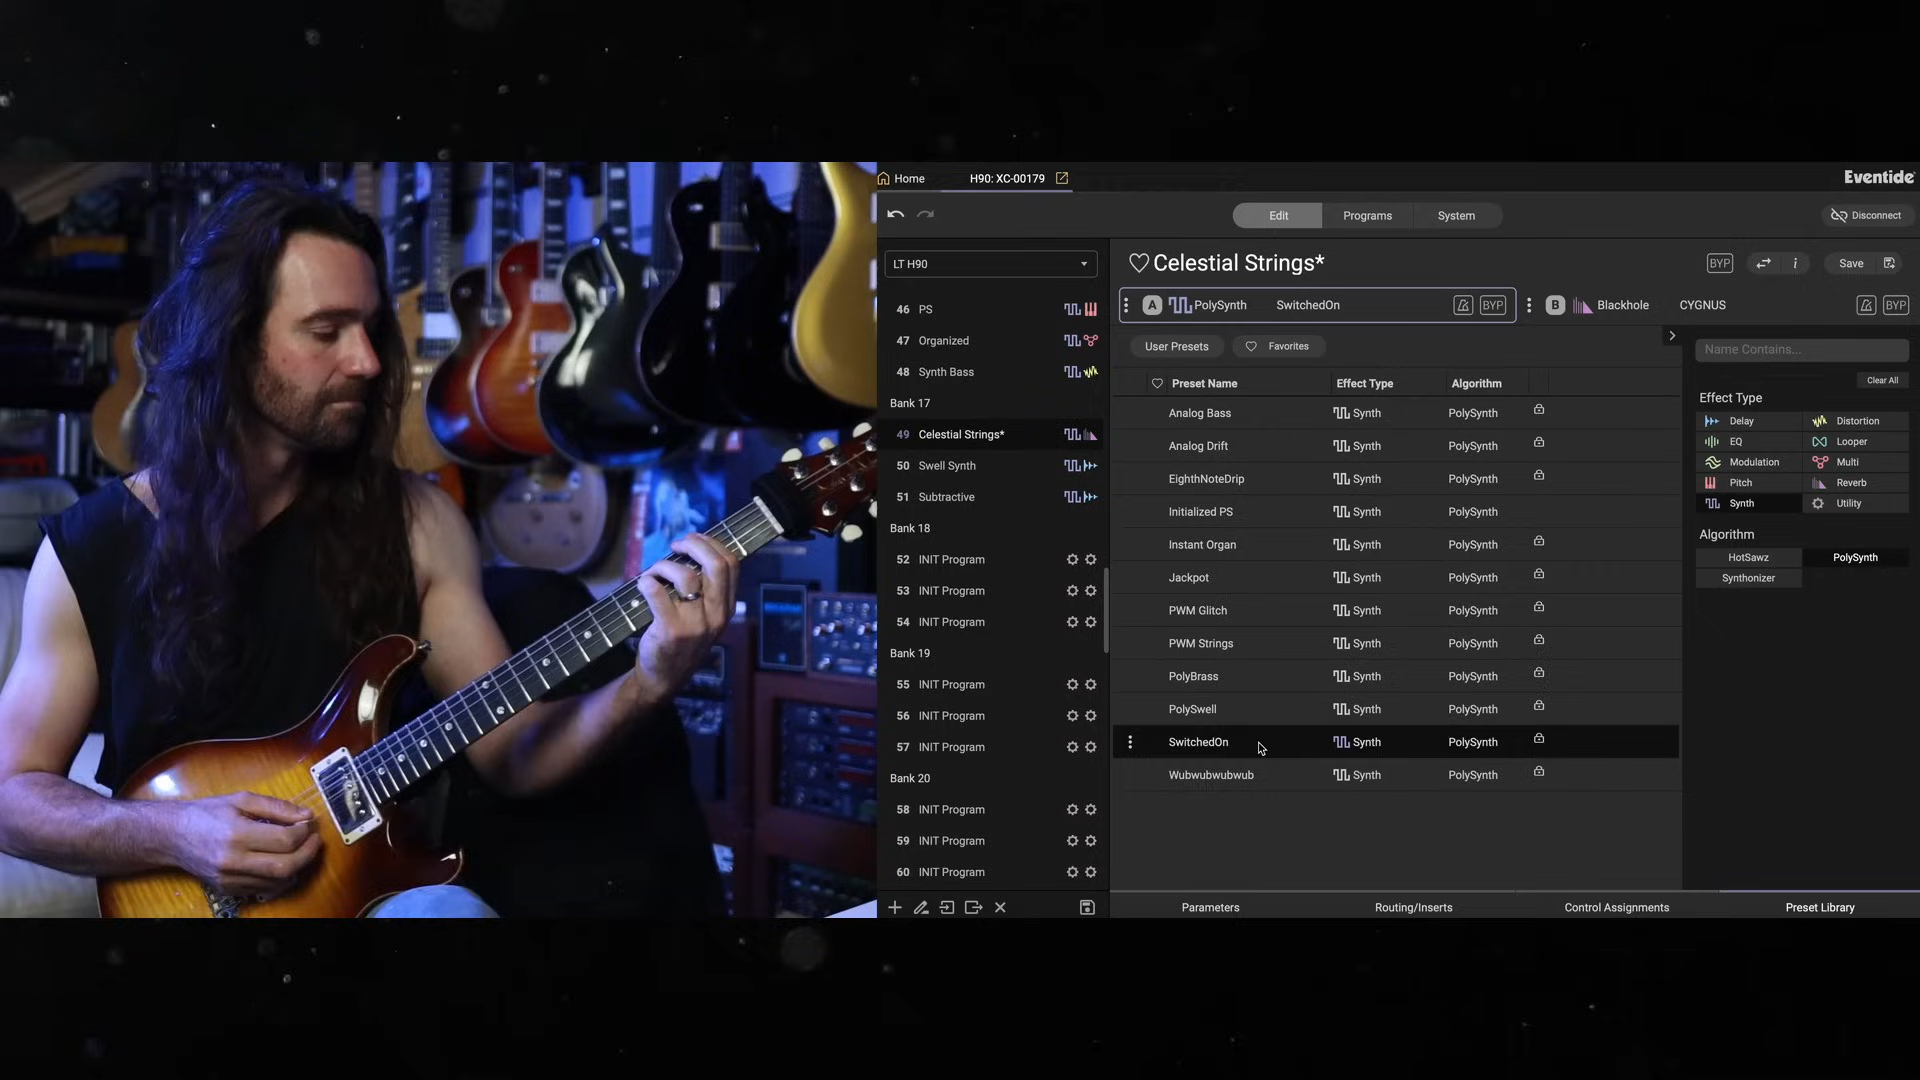 Home
H90: XC-00179
Eventide
Edit
Programs
System
Disconnect
LT H90
46 PS
47 Organized
48 Synth Bass
Bank 17
49 Celestial Strings*
50 Swell Synth
51 Subtractive
Bank 18
52 INIT Program
53 INIT Program
54 INIT Program
Bank 19
55 INIT Program
56 INIT Program
57 INIT Program
Bank 20
58 INIT Program
59 INIT Program
60 INIT Program
Celestial Strings*
BYP
i
Save
A PolySynth SwitchedOn BYP
B Blackhole CYGNUS BYP
User Presets
Favorites
Preset Name Effect Type Algorithm
Analog Bass Synth PolySynth
Analog Drift Synth PolySynth
EighthNoteDrip Synth PolySynth
Initialized PS Synth PolySynth
Instant Organ Synth PolySynth
Jackpot Synth PolySynth
PWM Glitch Synth PolySynth
PWM Strings Synth PolySynth
PolyBrass Synth PolySynth
PolySwell Synth PolySynth
SwitchedOn Synth PolySynth
Wubwubwubwub Synth PolySynth
Name Contains...
Clear All
Effect Type
Delay Distortion
EQ Looper
Modulation Multi
Pitch Reverb
Synth Utility
Algorithm
HotSawz PolySynth
Synthonizer
Parameters
Routing/Inserts
Control Assignments
Preset Library